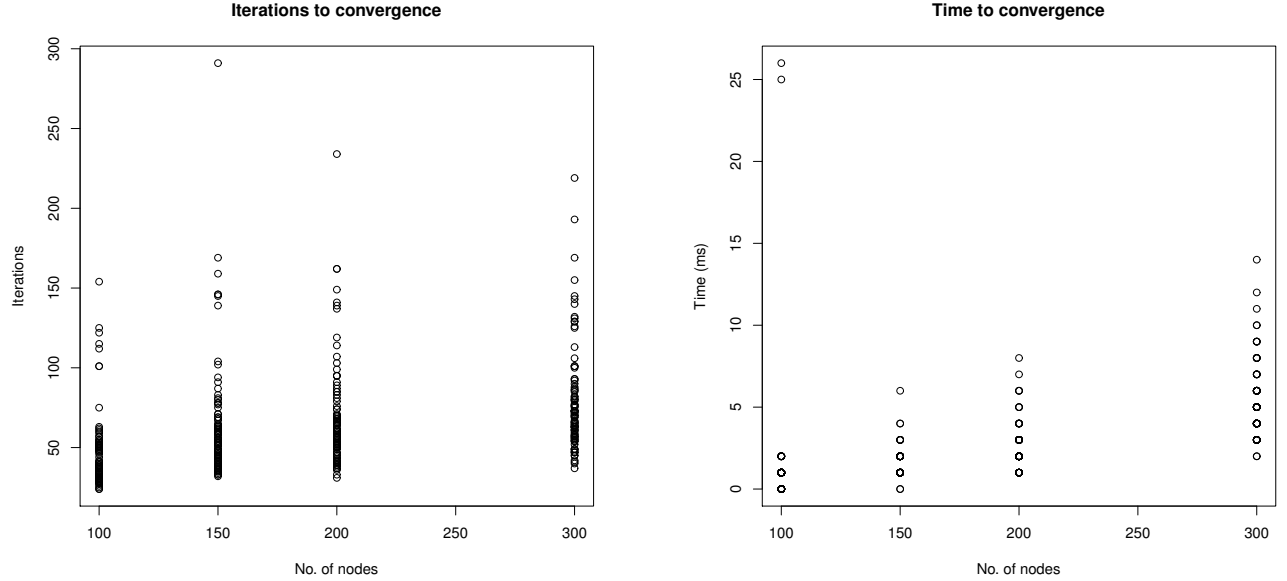 Iterations to convergence
300
250
200
150
100
50
Iterations
100 150 200 250 300
No. of nodes
Time to convergence
25
20
15
10
5
0
Time (ms)
100 150 200 250 300
No. of nodes